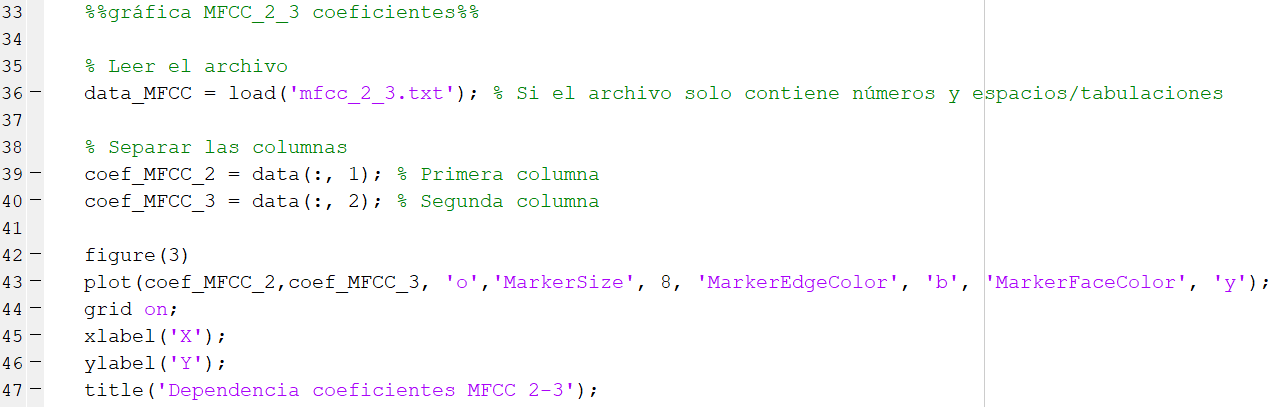 33 %%gráfica MFCC_2_3 coeficientes%%
34
35 % Leer el archivo
36 data_MFCC = load('mfcc_2_3.txt'); % Si el archivo solo contiene números y espacios/tabulaciones
37
38 % Separar las columnas
39 coef_MFCC_2 = data(:, 1); % Primera columna
40 coef_MFCC_3 = data(:, 2); % Segunda columna
41
42 figure(3)
43 plot(coef_MFCC_2,coef_MFCC_3, 'o','MarkerSize', 8, 'MarkerEdgeColor', 'b', 'MarkerFaceColor', 'y');
44 grid on;
45 xlabel('X');
46 ylabel('Y');
47 title('Dependencia coeficientes MFCC 2-3');